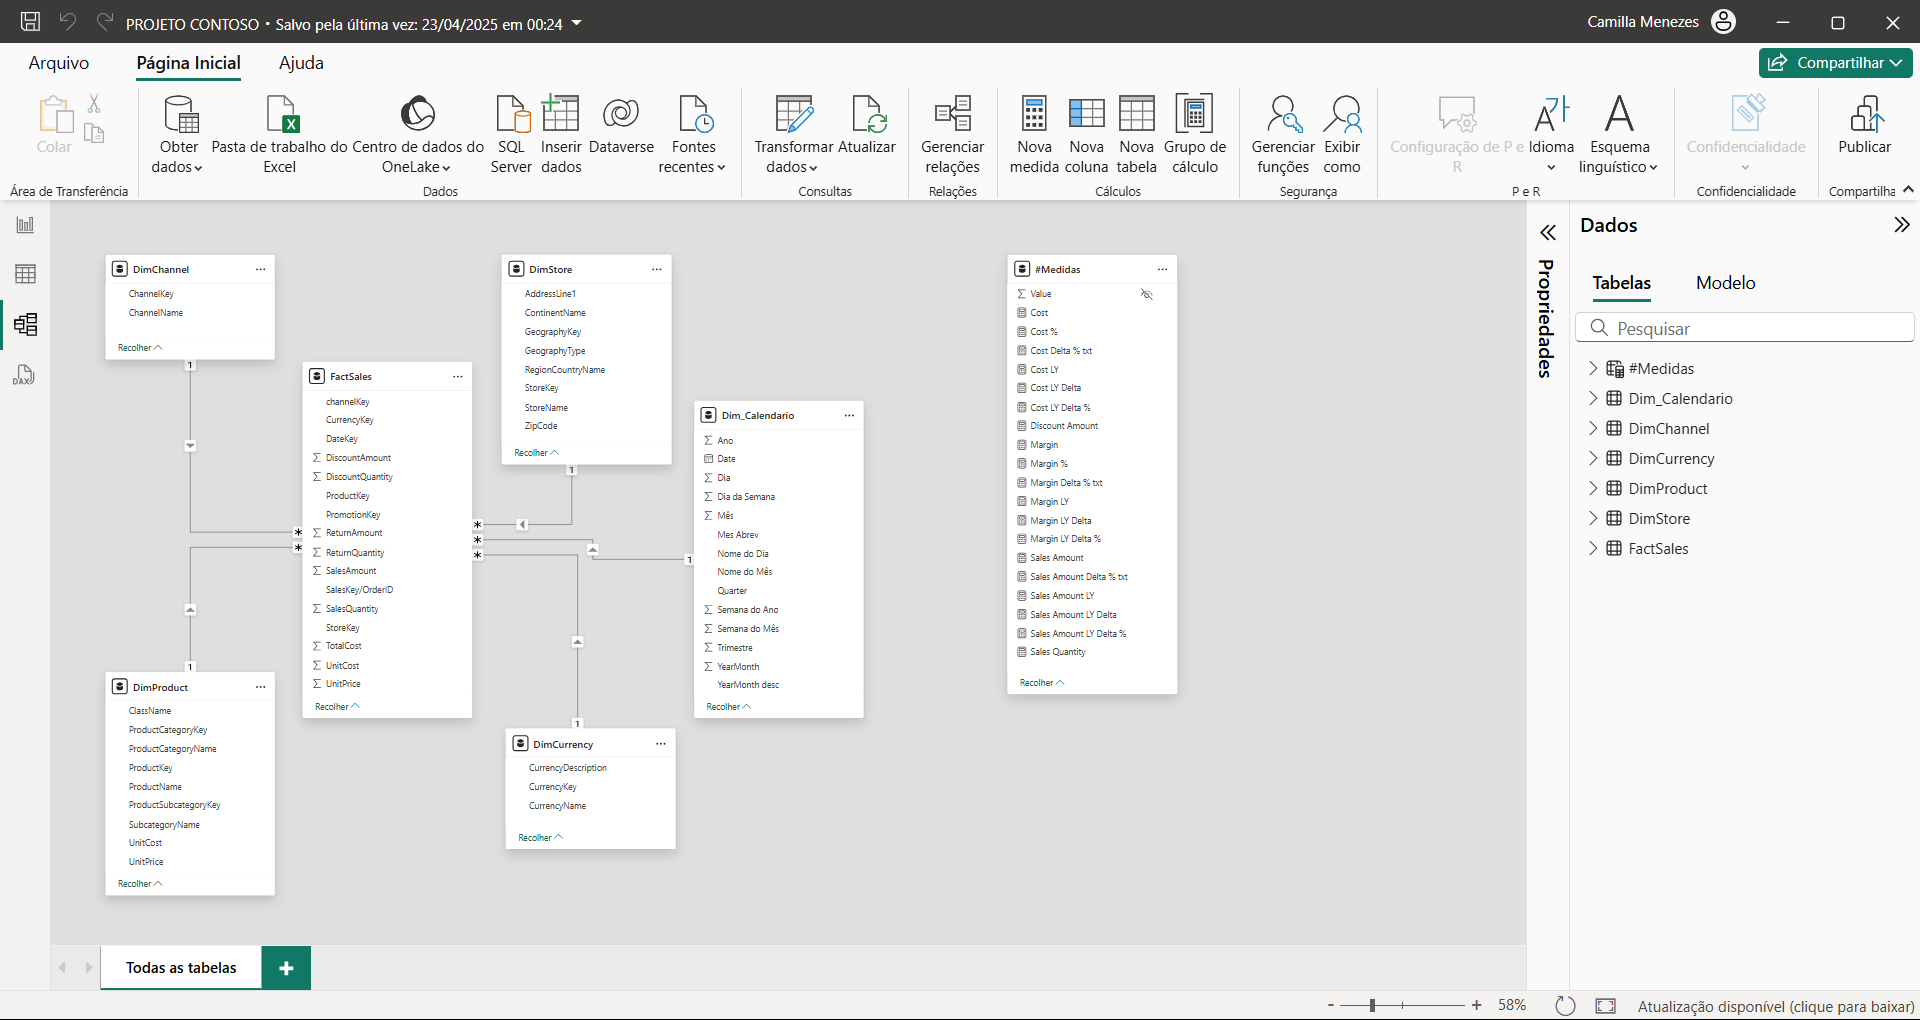 PROJETO CONTOSO • Salvo pela última vez: 23/04/2025 em 00:24
Camilla Menezes
Arquivo
Página Inicial
Ajuda
Compartilhar
Colar
Área de Transferência
Obter dados
Pasta de trabalho do Excel
Centro de dados do OneLake
SQL Server
Inserir dados
Dataverse
Fontes recentes
Dados
Transformar dados
Atualizar
Consultas
Gerenciar relações
Relações
Nova medida
Nova coluna
Nova tabela
Grupo de cálculo
Cálculos
Gerenciar funções
Exibir como
Segurança
Configuração de P e R
Idioma
Esquema linguístico
P e R
Confidencialidade
Confidencialidade
Publicar
Compartilha
DAX
DimChannel
ChannelKey
ChannelName
Recolher
1
FactSales
channelKey
CurrencyKey
DateKey
DiscountAmount
DiscountQuantity
ProductKey
PromotionKey
ReturnAmount
ReturnQuantity
SalesAmount
SalesKey/OrderID
SalesQuantity
StoreKey
TotalCost
UnitCost
UnitPrice
Recolher
*
*
*
*
*
DimStore
AddressLine1
ContinentName
GeographyKey
GeographyType
RegionCountryName
StoreKey
StoreName
ZipCode
Recolher
1
Dim_Calendario
Ano
Date
Dia
Dia da Semana
Mês
Mes Abrev
Nome do Dia
Nome do Mês
Quarter
Semana do Ano
Semana do Mês
Trimestre
YearMonth
YearMonth desc
Recolher
1
1
DimProduct
ClassName
ProductCategoryKey
ProductCategoryName
ProductKey
ProductName
ProductSubcategoryKey
SubcategoryName
UnitCost
UnitPrice
Recolher
1
DimCurrency
CurrencyDescription
CurrencyKey
CurrencyName
Recolher
#Medidas
Value
Cost
Cost %
Cost Delta % txt
Cost LY
Cost LY Delta
Cost LY Delta %
Discount Amount
Margin
Margin %
Margin Delta % txt
Margin LY
Margin LY Delta
Margin LY Delta %
Sales Amount
Sales Amount Delta % txt
Sales Amount LY
Sales Amount LY Delta
Sales Amount LY Delta %
Sales Quantity
Recolher
Propriedades
Dados
Tabelas
Modelo
Pesquisar
#Medidas
Dim_Calendario
DimChannel
DimCurrency
DimProduct
DimStore
FactSales
Todas as tabelas
+
- + 58%
Atualização disponível (clique para baixar)